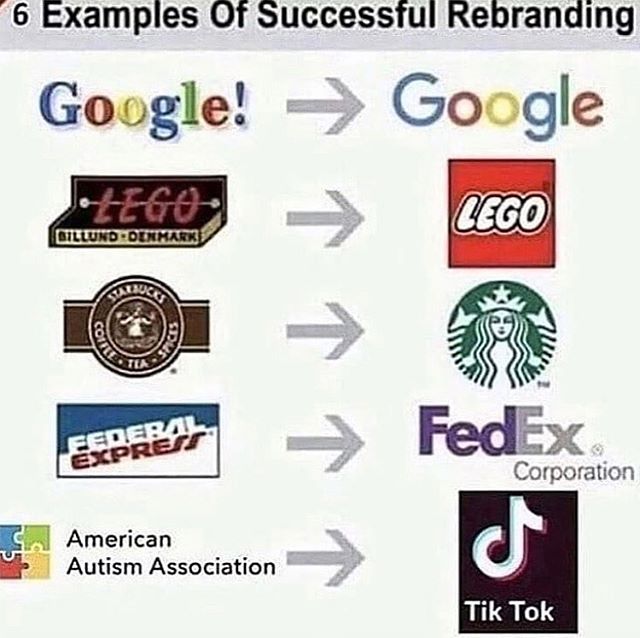 6 Examples Of Successful Rebranding
Google!
Google
LEGO
BILLUND · DENMARK
LEGO
STARBUCKS
COFFEE · TEA · SPICES
TM
FEDERAL
EXPRESS
FedEx®
Corporation
American
Autism Association
Tik Tok